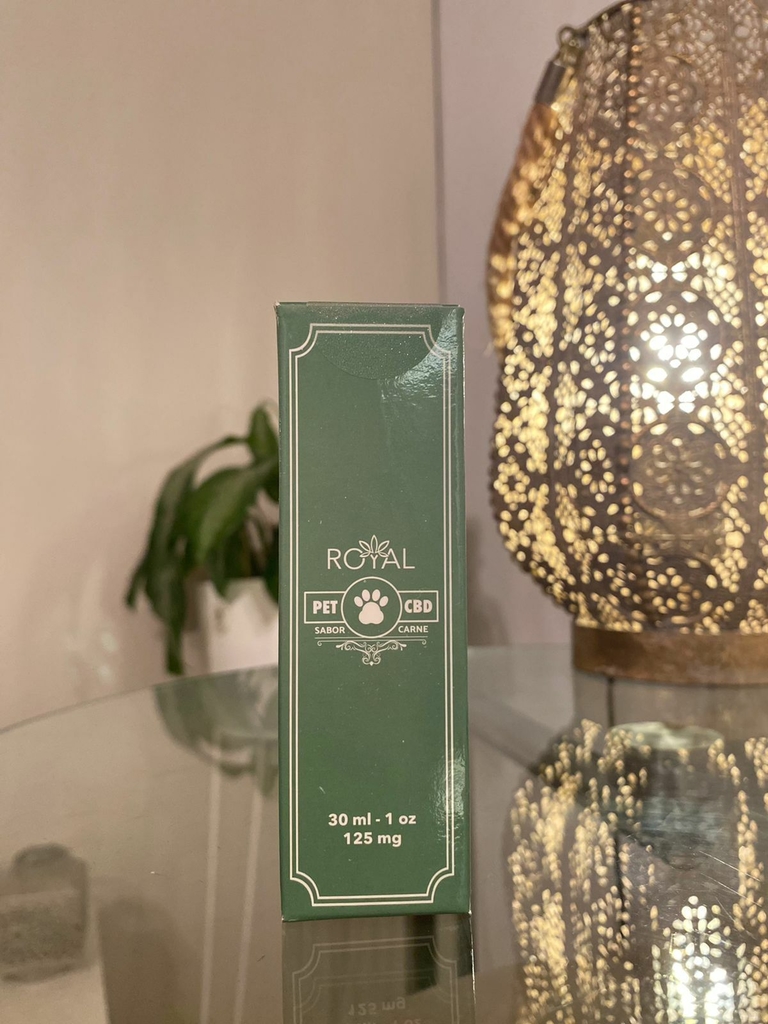 ROYAL
PET CBD
SABOR CARNE
30 ml - 1 oz
125 mg